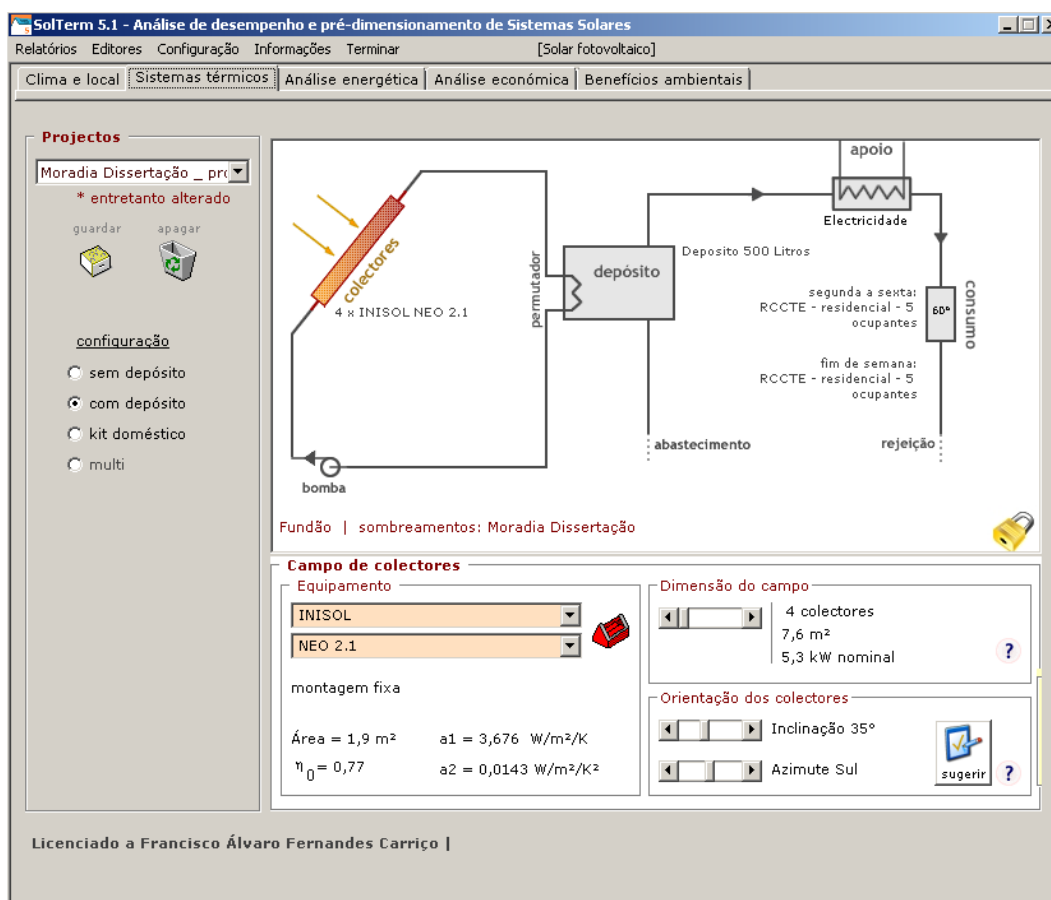 SolTerm 5.1 - Análise de desempenho e pré-dimensionamento de Sistemas Solares
Relatórios Editores Configuração Informações Terminar [Solar fotovoltaico]
Clima e local Sistemas térmicos Análise energética Análise económica Benefícios ambientais
Projectos
Moradia Dissertação _ pro
* entretanto alterado
guardar apagar
configuração
sem depósito
com depósito
kit doméstico
multi
apoio
Electricidade
colectores
4 x INISOL NEO 2.1
permutador
depósito
Deposito 500 Litros
segunda a sexta:
RCCTE - residencial - 5
ocupantes
60º
consumo
fim de semana:
RCCTE - residencial - 5
ocupantes
abastecimento
rejeição
bomba
Fundão | sombreamentos: Moradia Dissertação
Campo de colectores
Equipamento
INISOL
NEO 2.1
montagem fixa
Área = 1,9 m² a1 = 3,676 W/m²/K
η0 = 0,77 a2 = 0,0143 W/m²/K²
Dimensão do campo
4 colectores
7,6 m²
5,3 kW nominal
?
Orientação dos colectores
Inclinação 35º
Azimute Sul
sugerir
?
Licenciado a Francisco Álvaro Fernandes Carriço |